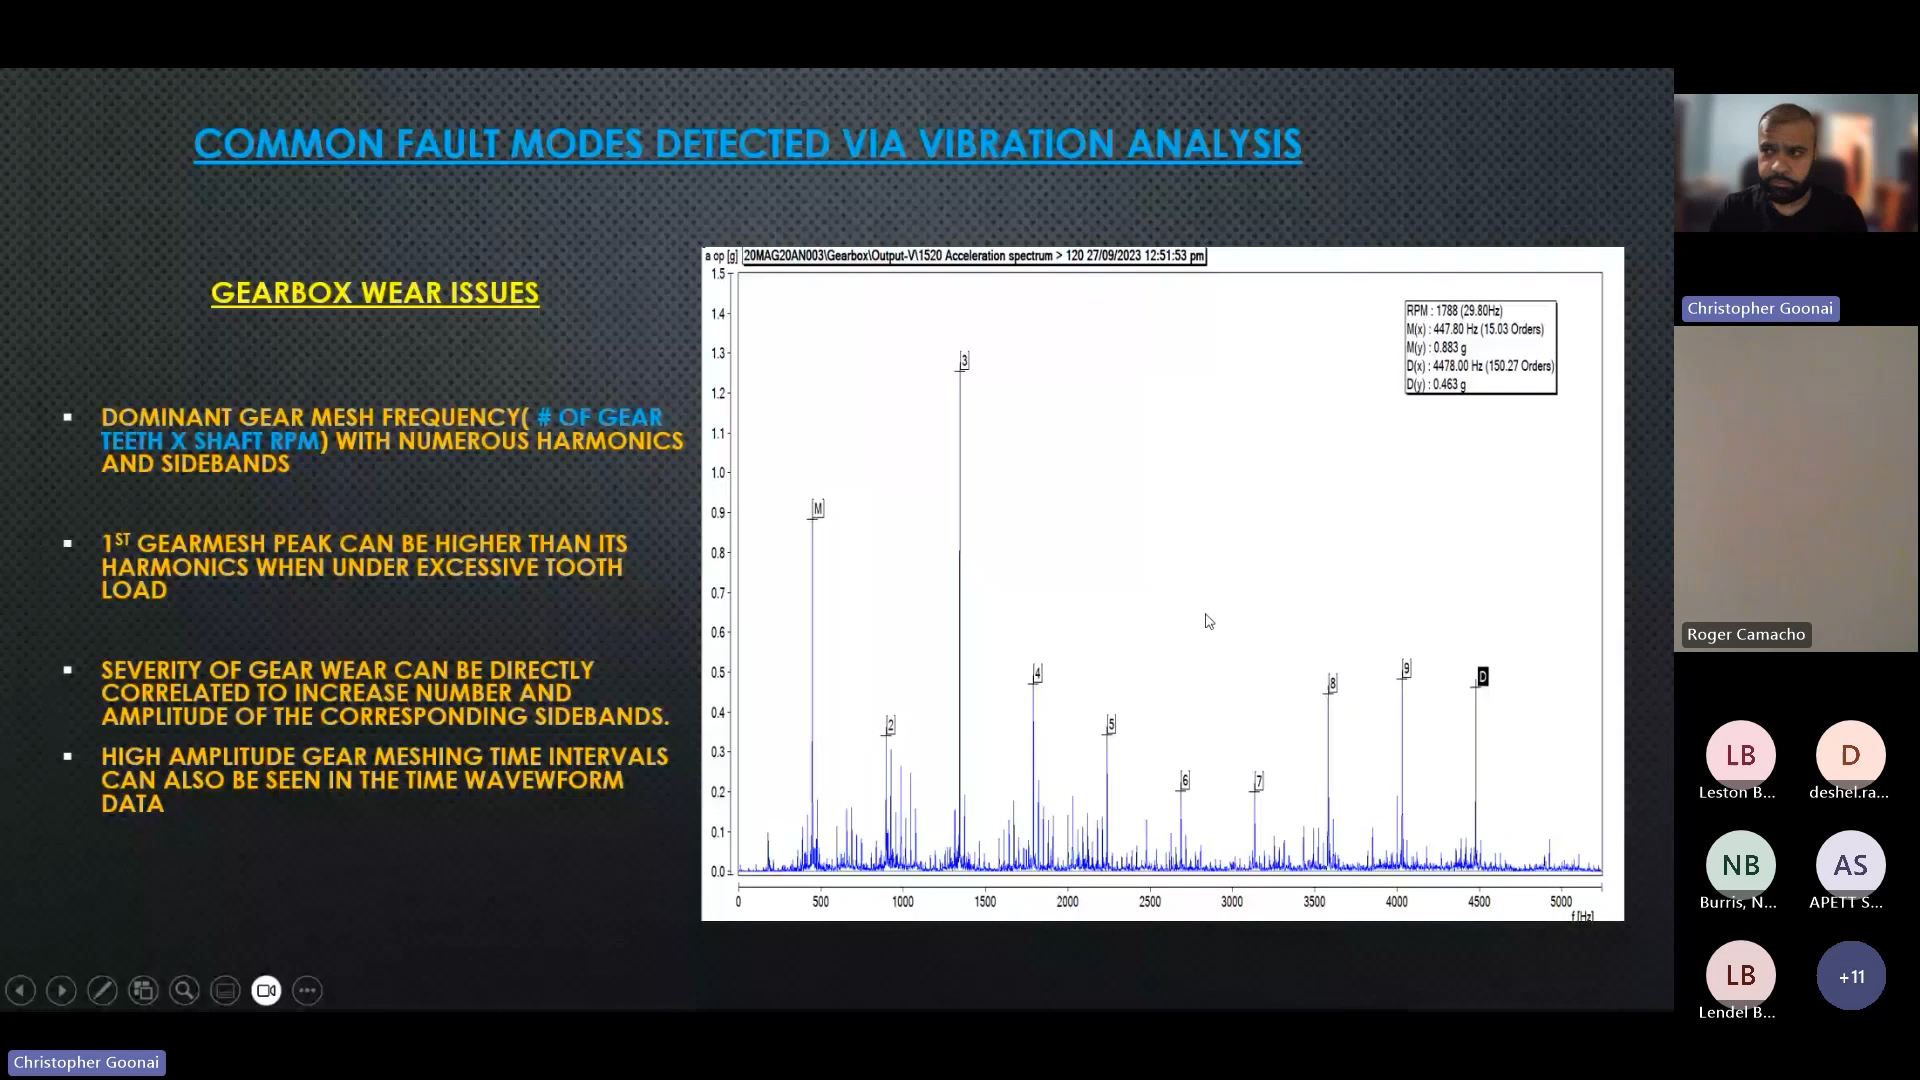 COMMON FAULT MODES DETECTED VIA VIBRATION ANALYSIS
GEARBOX WEAR ISSUES
DOMINANT GEAR MESH FREQUENCY( # OF GEAR
TEETH X SHAFT RPM) WITH NUMEROUS HARMONICS
AND SIDEBANDS
1ST GEARMESH PEAK CAN BE HIGHER THAN ITS
HARMONICS WHEN UNDER EXCESSIVE TOOTH
LOAD
SEVERITY OF GEAR WEAR CAN BE DIRECTLY
CORRELATED TO INCREASE NUMBER AND
AMPLITUDE OF THE CORRESPONDING SIDEBANDS.
HIGH AMPLITUDE GEAR MESHING TIME INTERVALS
CAN ALSO BE SEEN IN THE TIME WAVEWFORM
DATA
a op [g] 20MAG20AN003\Gearbox\Output-V\1520 Acceleration spectrum > 120 27/09/2023 12:51:53 pm
RPM : 1788 (29.80Hz)
M(x) : 447.80 Hz (15.03 Orders)
M(y) : 0.883 g
D(x) : 4478.00 Hz (150.27 Orders)
D(y) : 0.463 g
1.5
1.4
1.3
1.2
1.1
1.0
0.9
0.8
0.7
0.6
0.5
0.4
0.3
0.2
0.1
0.0
M
2
3
4
5
6
7
8
9
D
0 500 1000 1500 2000 2500 3000 3500 4000 4500 5000
f [Hz]
Christopher Goonai
Roger Camacho
LB
Leston B...
D
deshel.ra...
NB
Burris, N...
AS
APETT S...
LB
Lendel B...
+11
Christopher Goonai